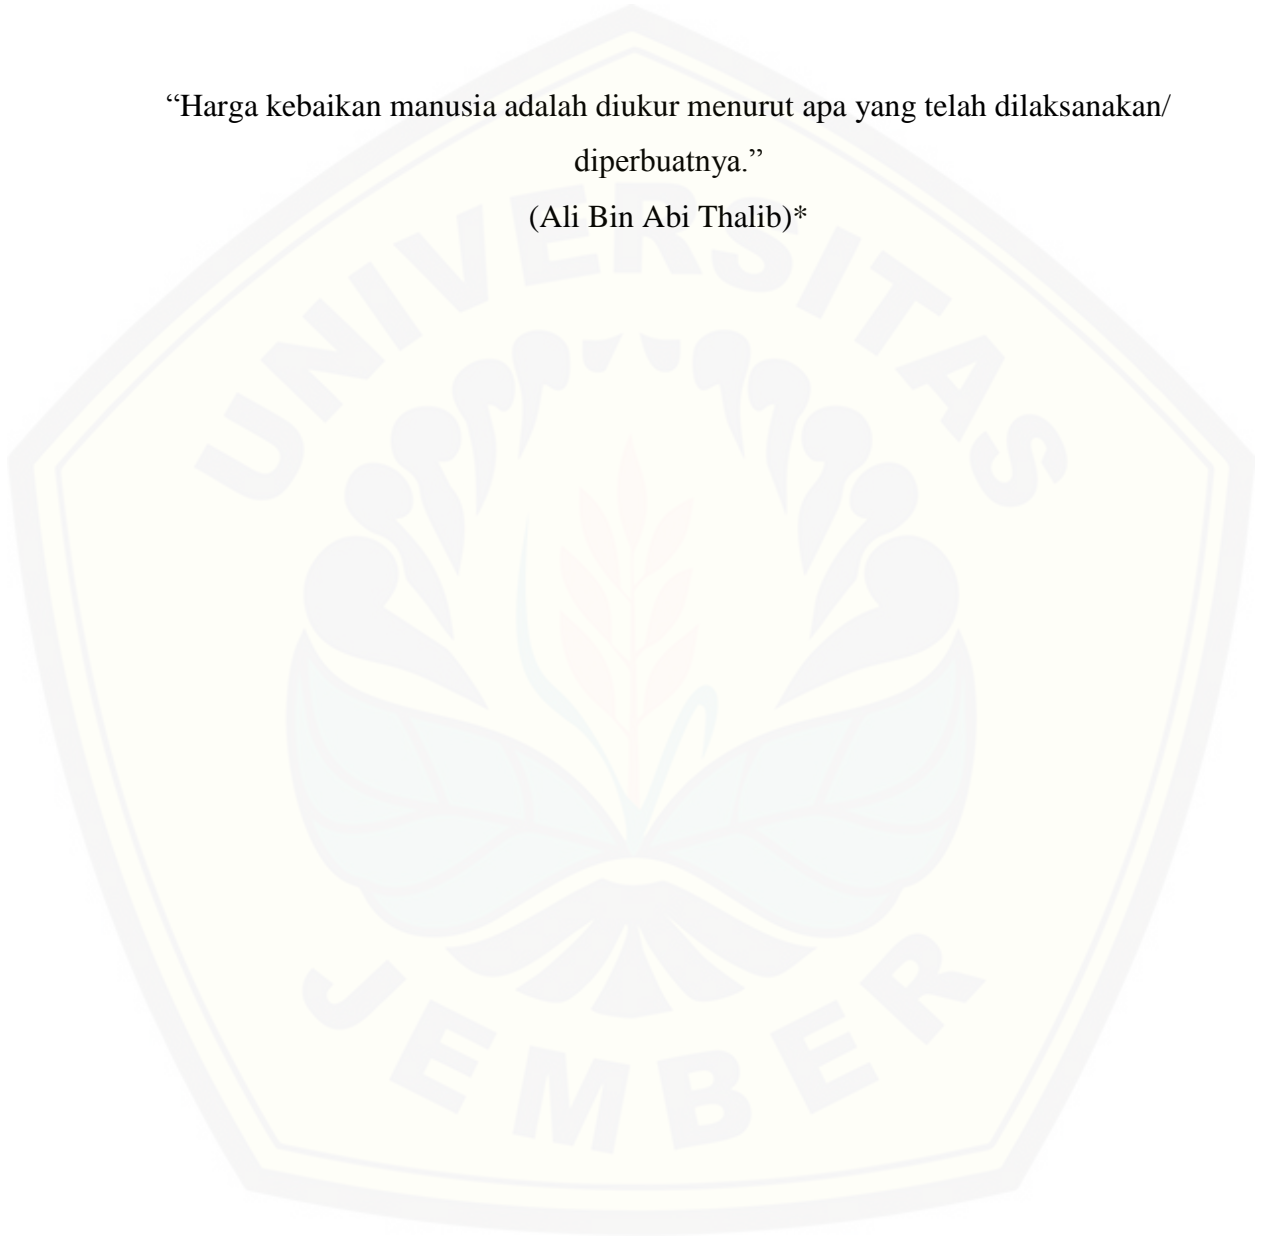 “Harga kebaikan manusia adalah diukur menurut apa yang telah dilaksanakan/
diperbuatnya.”
(Ali Bin Abi Thalib)*
UNIVERSITAS
JEMBER